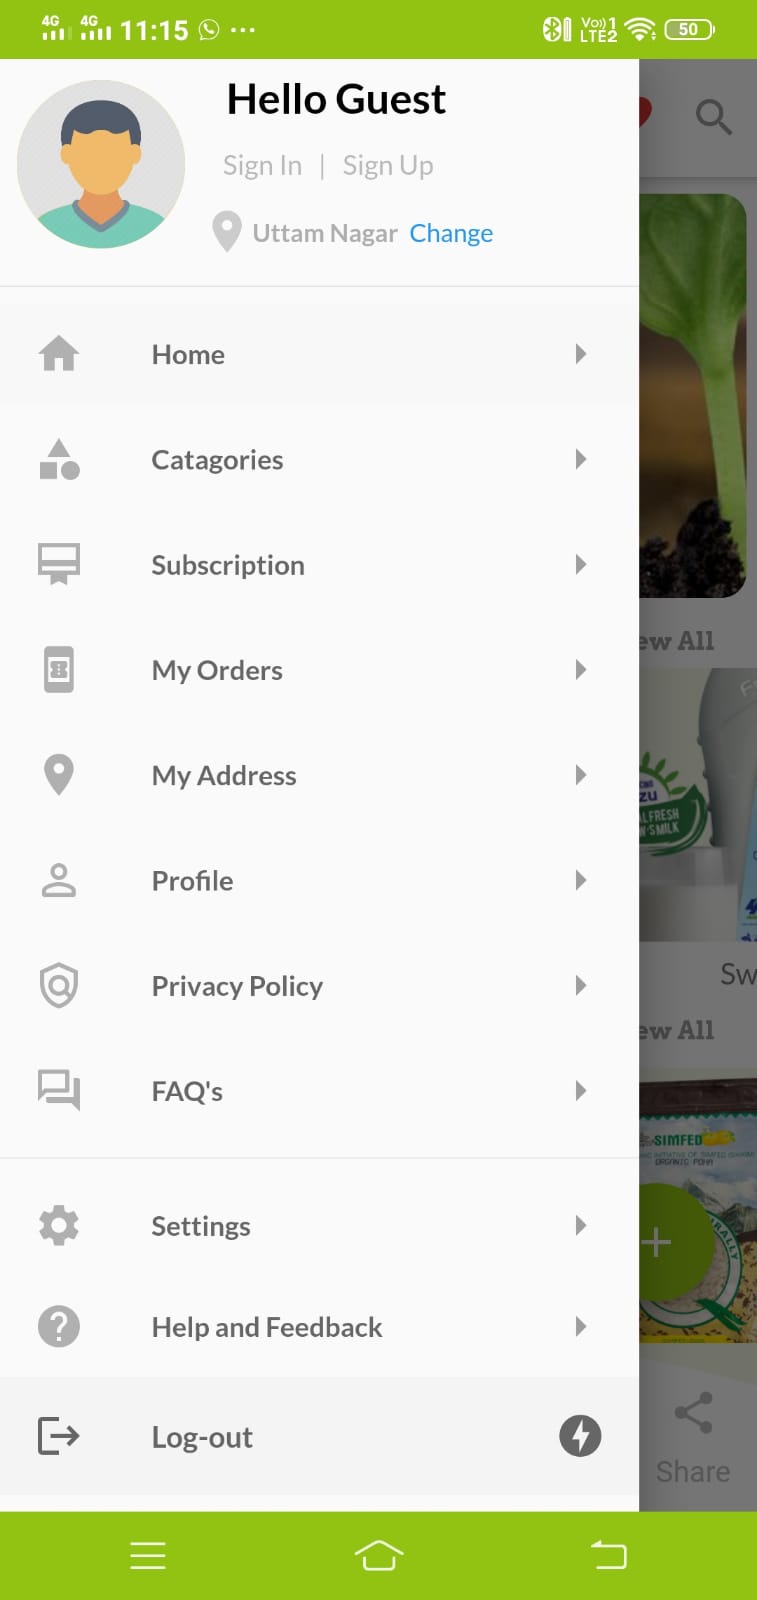 4G 4G 11:15 Vo)) 1 LTE2 50
Hello Guest
Sign In | Sign Up
Uttam Nagar Change
Home
Catagories
Subscription
My Orders
ew All
My Address
zu
L FRESH
W'S MILK
Profile
Sw
Privacy Policy
ew All
FAQ's
SIMFED
ORGANIC POHA
RALLY
Settings
+
Help and Feedback
Log-out
Share